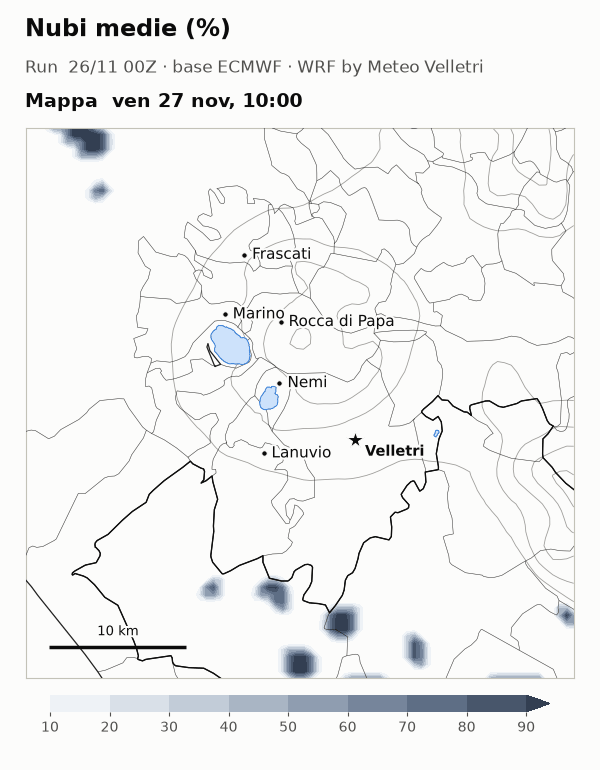 Nubi medie (%)
Run  26/11 00Z · base ECMWF · WRF by Meteo Velletri
Mappa  ven 27 nov, 10:00
Frascati
Marino
Rocca di Papa
Nemi
Velletri
Lanuvio
10 km
10 20 30 40 50 60 70 80 90